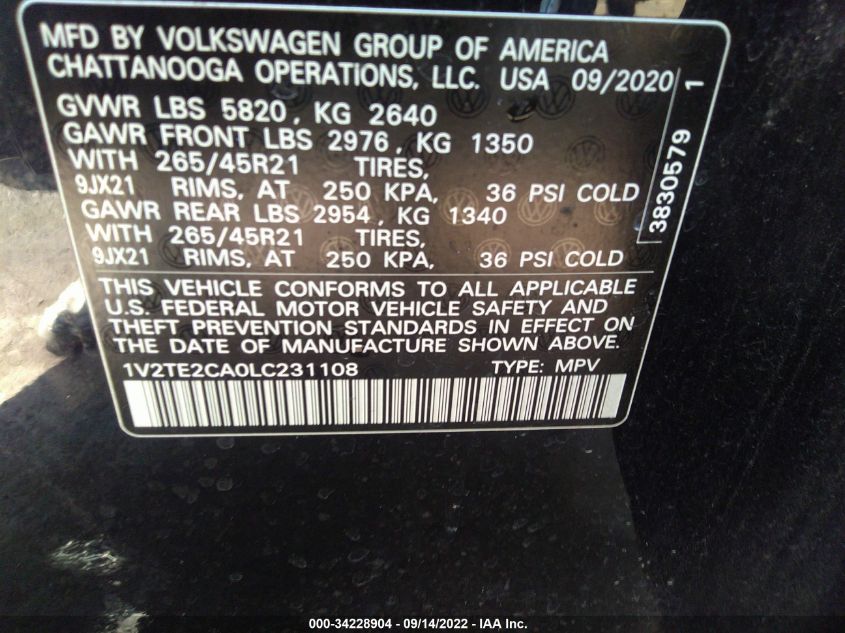 MFD BY VOLKSWAGEN GROUP OF AMERICA
CHATTANOOGA OPERATIONS, LLC. USA 09/2020
GVWR LBS 5820, KG 2640
GAWR FRONT LBS 2976, KG 1350
WITH 265/45R21 TIRES,
9JX21 RIMS, AT 250 KPA, 36 PSI COLD
GAWR REAR LBS 2954, KG 1340
WITH 265/45R21 TIRES,
9JX21 RIMS, AT 250 KPA, 36 PSI COLD
3830579
1
THIS VEHICLE CONFORMS TO ALL APPLICABLE
U.S. FEDERAL MOTOR VEHICLE SAFETY AND
THEFT PREVENTION STANDARDS IN EFFECT ON
THE DATE OF MANUFACTURE SHOWN ABOVE.
1V2TE2CA0LC231108 TYPE: MPV
000-34228904 - 09/14/2022 - IAA Inc.